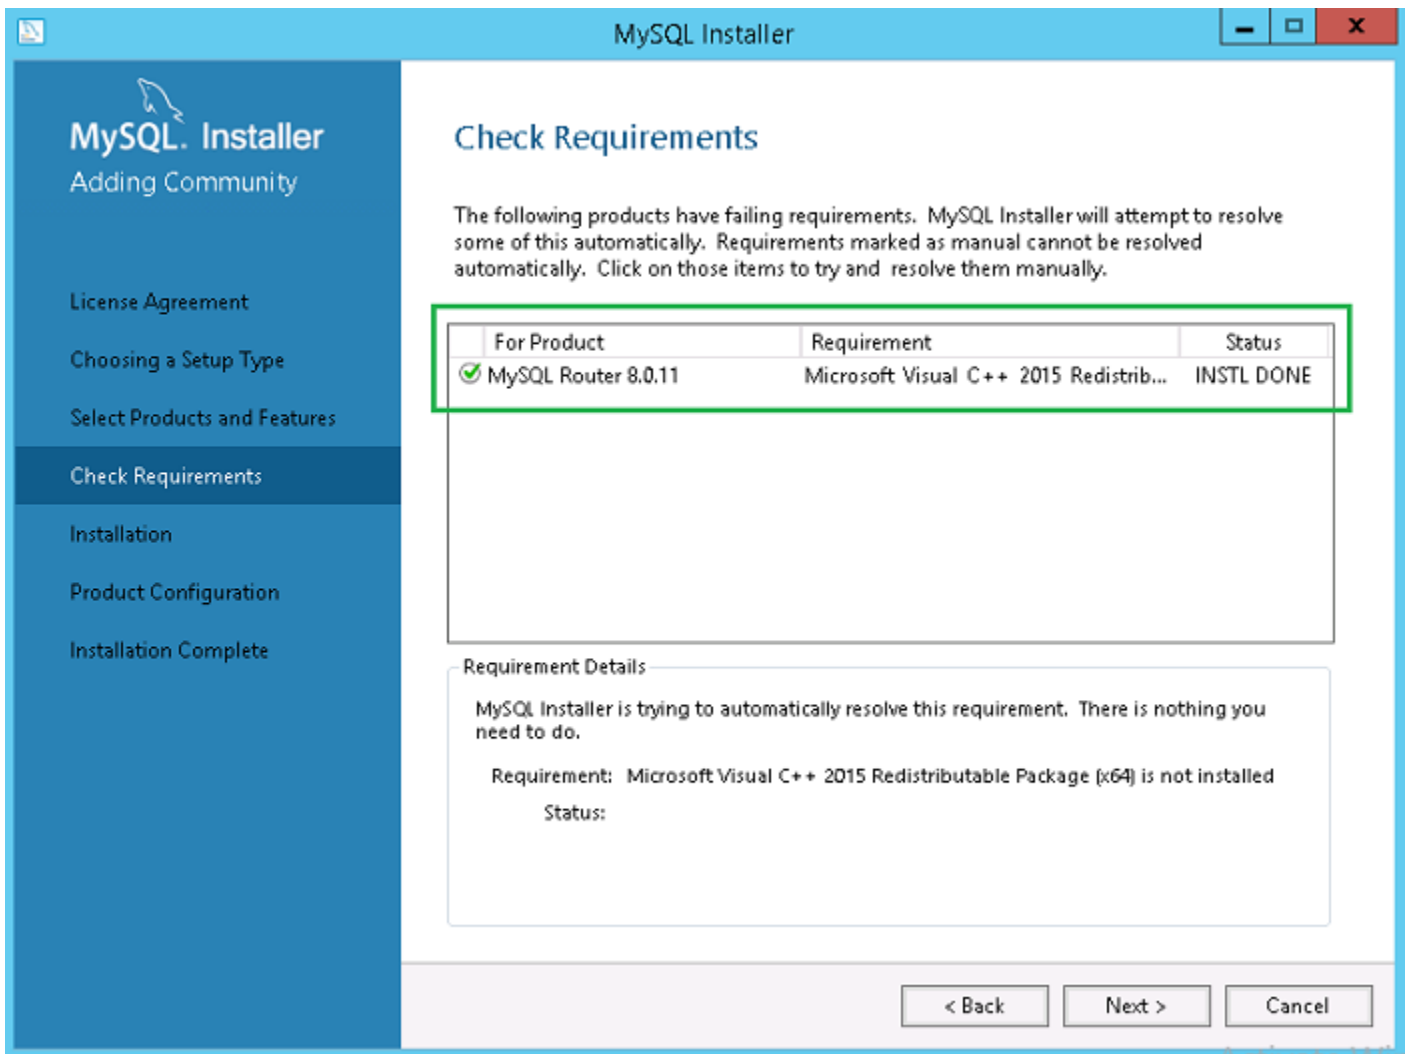 MySQL Installer
MySQL. Installer
Adding Community
License Agreement
Choosing a Setup Type
Select Products and Features
Check Requirements
Installation
Product Configuration
Installation Complete
Check Requirements
The following products have failing requirements. MySQL Installer will attempt to resolve
some of this automatically. Requirements marked as manual cannot be resolved
automatically. Click on those items to try and resolve them manually.
For Product Requirement Status
MySQL Router 8.0.11 Microsoft Visual C++ 2015 Redistrib... INSTL DONE
Requirement Details
MySQL Installer is trying to automatically resolve this requirement. There is nothing you
need to do.
Requirement: Microsoft Visual C++ 2015 Redistributable Package (x64) is not installed
Status:
< Back Next > Cancel